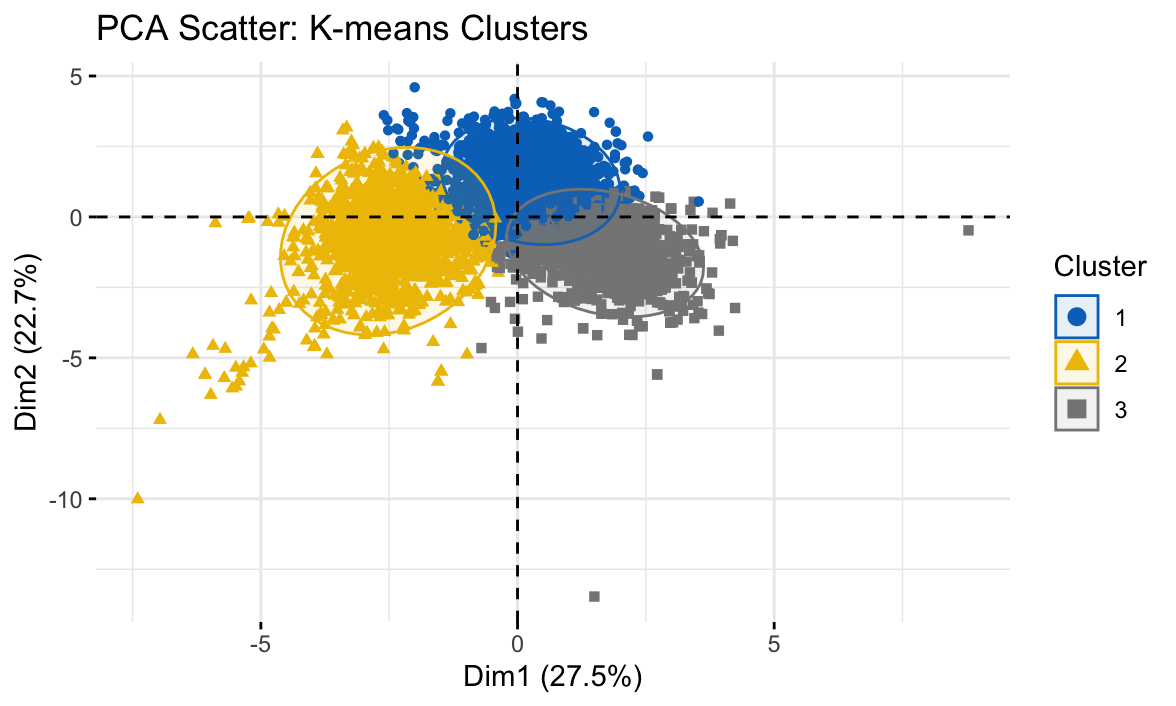 PCA Scatter: K-means Clusters
5
0
-5
-10
Dim2 (22.7%)
-5
0
5
Dim1 (27.5%)
Cluster
1
2
3